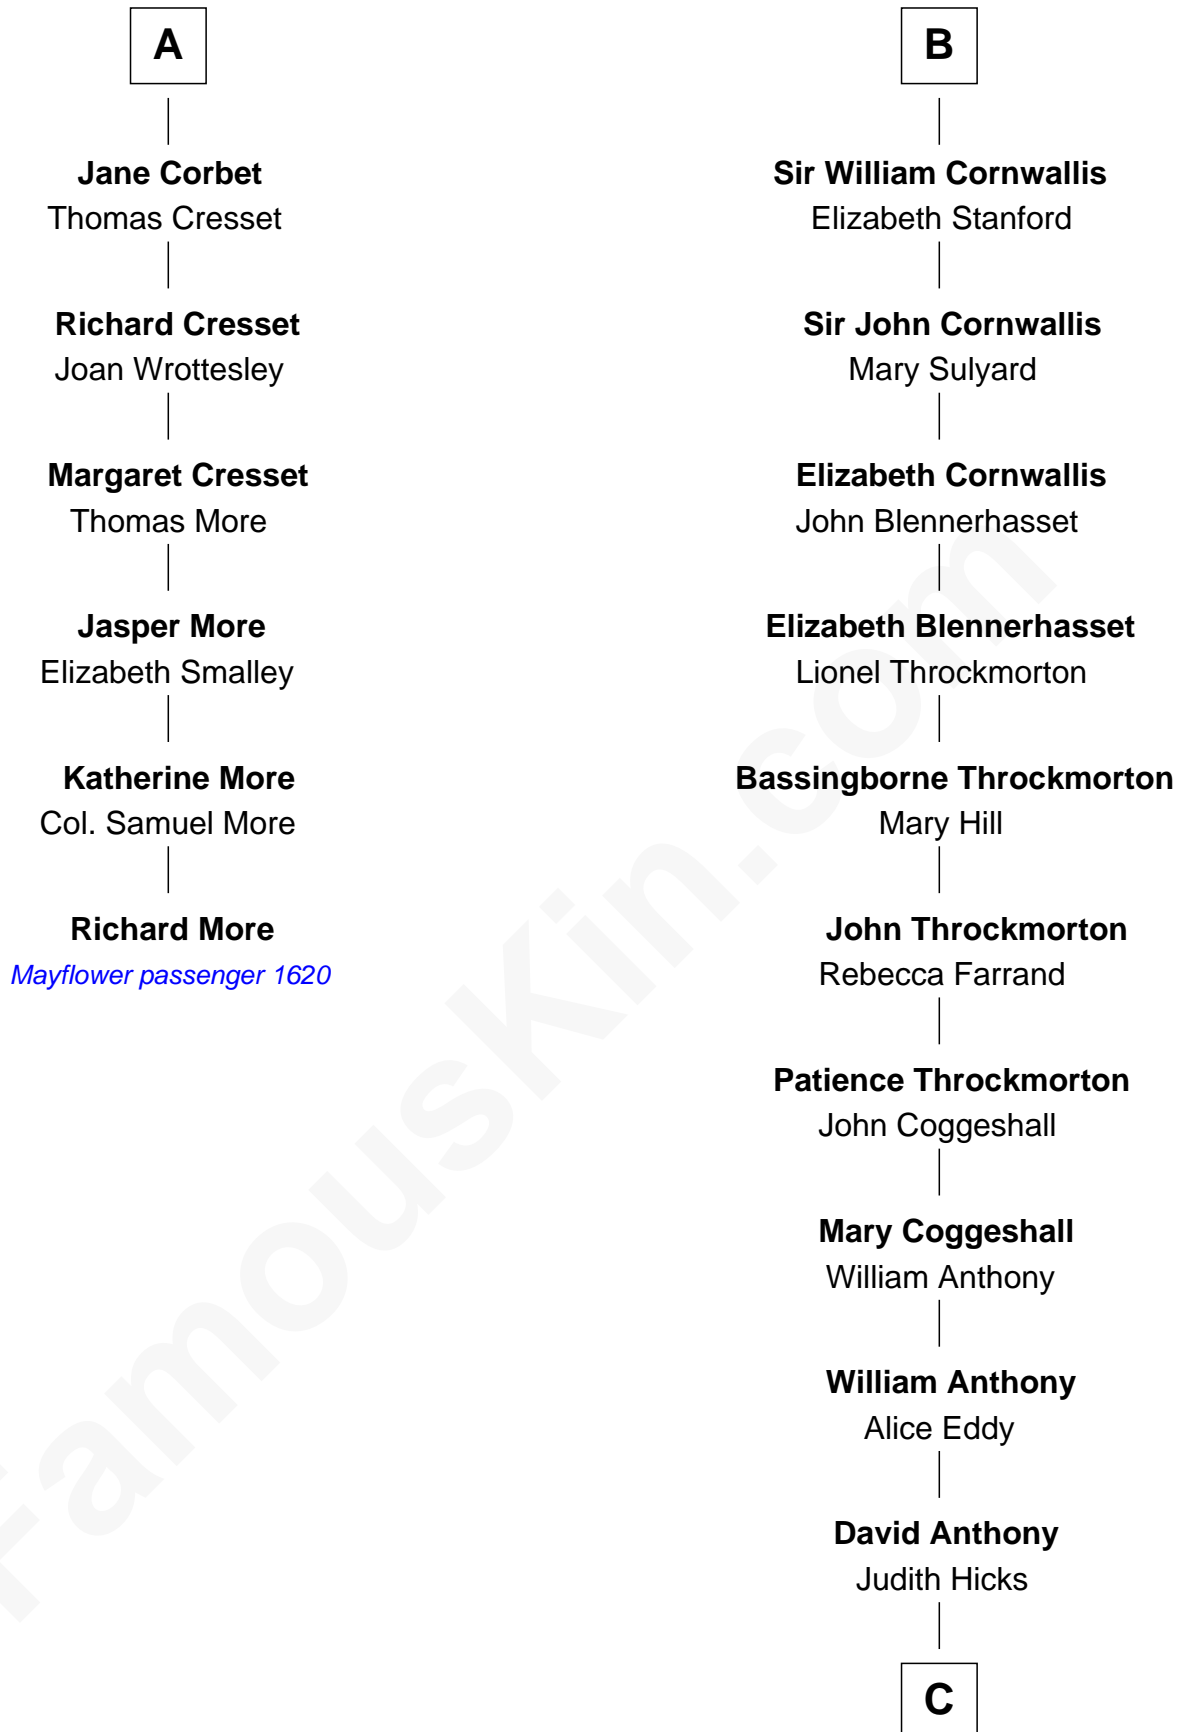 A
Jane Corbet
Thomas Cresset
Richard Cresset
Joan Wrottesley
Margaret Cresset
Thomas More
Jasper More
Elizabeth Smalley
Katherine More
Col. Samuel More
Richard More
Mayflower passenger 1620
B
Sir William Cornwallis
Elizabeth Stanford
Sir John Cornwallis
Mary Sulyard
Elizabeth Cornwallis
John Blennerhasset
Elizabeth Blennerhasset
Lionel Throckmorton
Bassingborne Throckmorton
Mary Hill
John Throckmorton
Rebecca Farrand
Patience Throckmorton
John Coggeshall
Mary Coggeshall
William Anthony
William Anthony
Alice Eddy
David Anthony
Judith Hicks
C
FamousKin.com